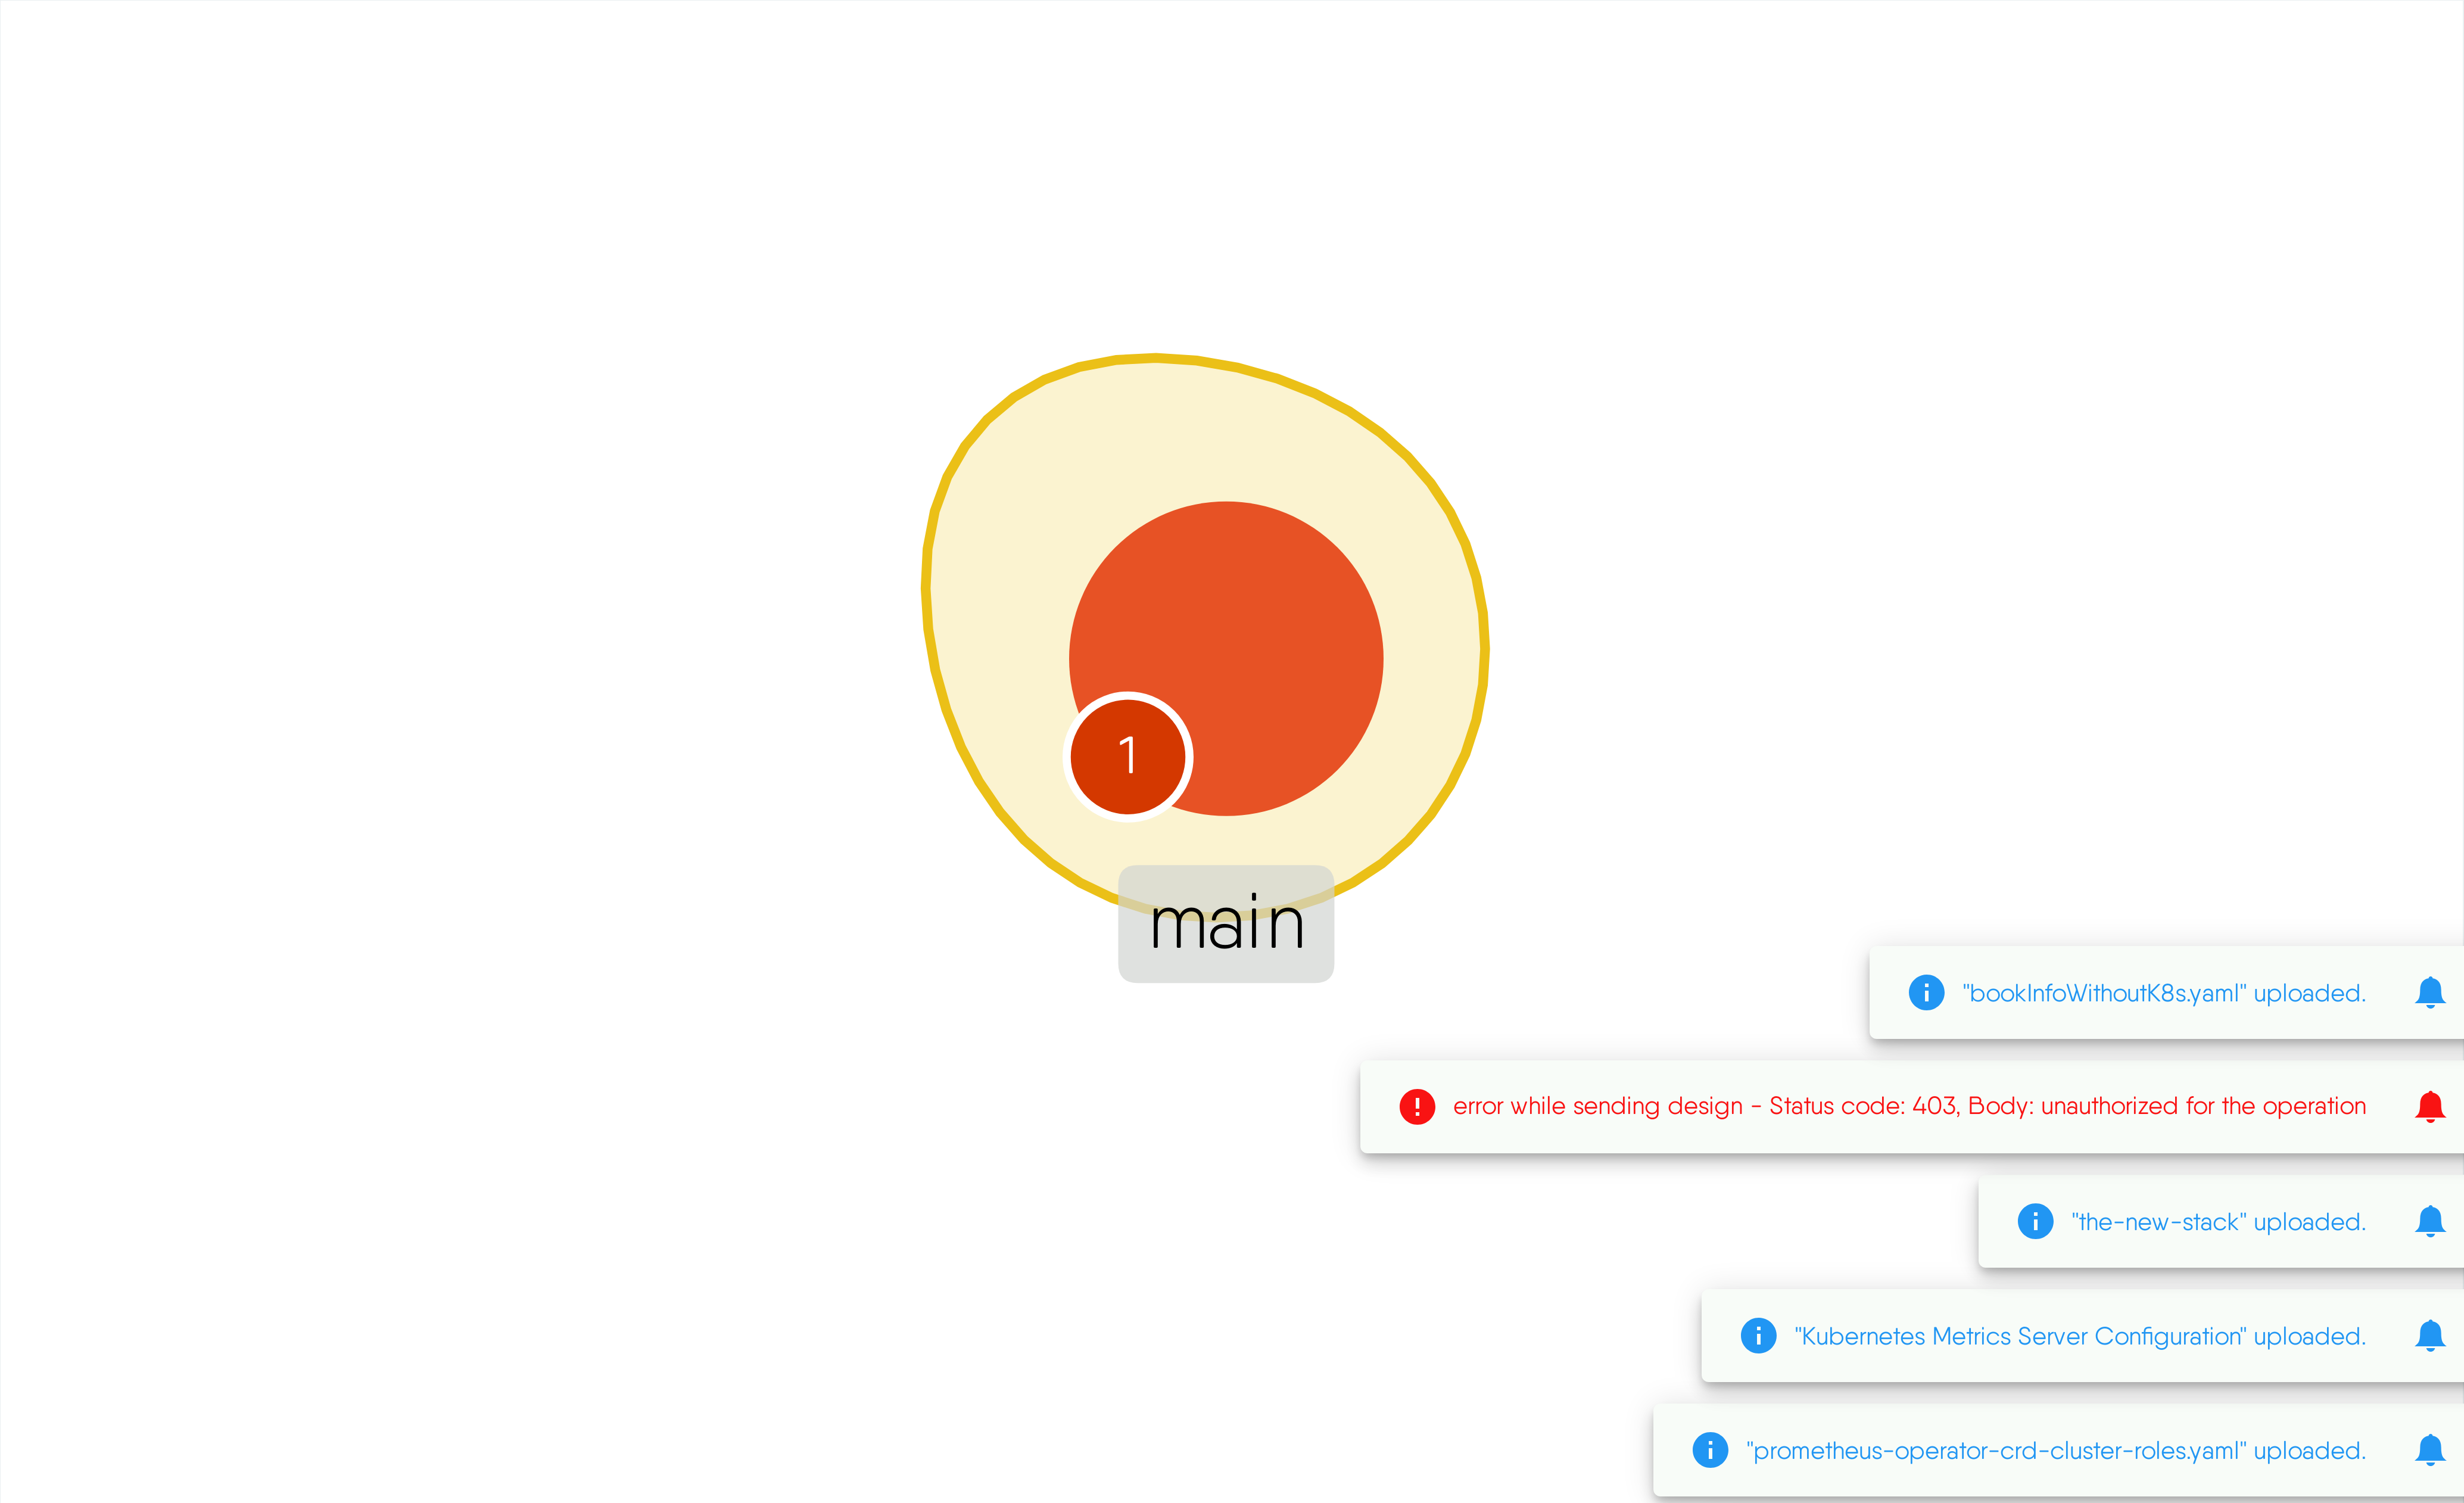 1
main
"bookInfoWithoutK8s.yaml" uploaded.
error while sending design - Status code: 403, Body: unauthorized for the operation
"the-new-stack" uploaded.
"Kubernetes Metrics Server Configuration" uploaded.
"prometheus-operator-crd-cluster-roles.yaml" uploaded.